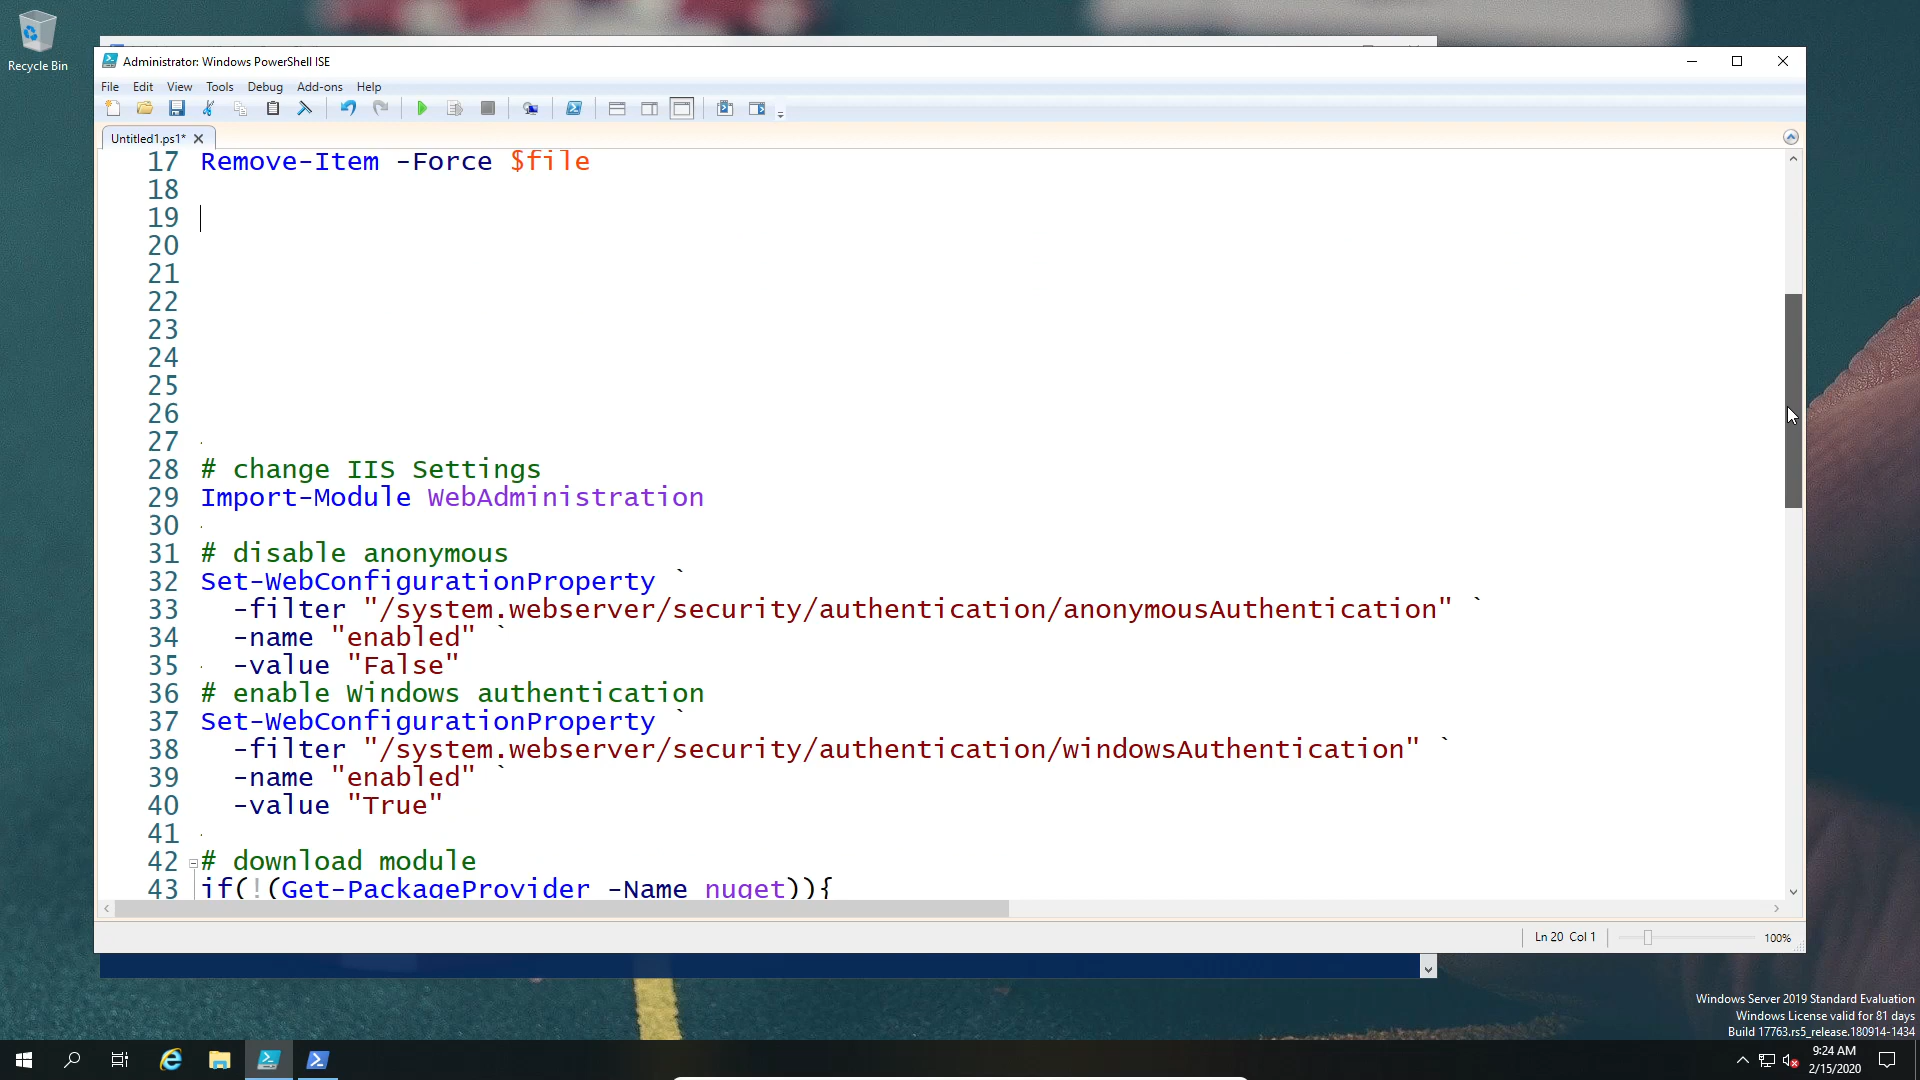 Recycle Bin
Administrator: Windows PowerShell ISE
File Edit View Tools Debug Add-ons Help
Untitled1.ps1*
17 Remove-Item -Force $file
18
19
20
21
22
23
24
25
26
27
28 # change IIS Settings
29 Import-Module WebAdministration
30
31 # disable anonymous
32 Set-WebConfigurationProperty `
33   -filter "/system.webserver/security/authentication/anonymousAuthentication" `
34   -name "enabled" `
35   -value "False"
36 # enable Windows authentication
37 Set-WebConfigurationProperty `
38   -filter "/system.webserver/security/authentication/windowsAuthentication" `
39   -name "enabled" `
40   -value "True"
41
42 # download module
43 if(!(Get-PackageProvider -Name nuget)){
Ln 20 Col 1
100%
Windows Server 2019 Standard Evaluation
Windows License valid for 81 days
Build 17763.rs5_release.180914-1434
9:24 AM
2/15/2020